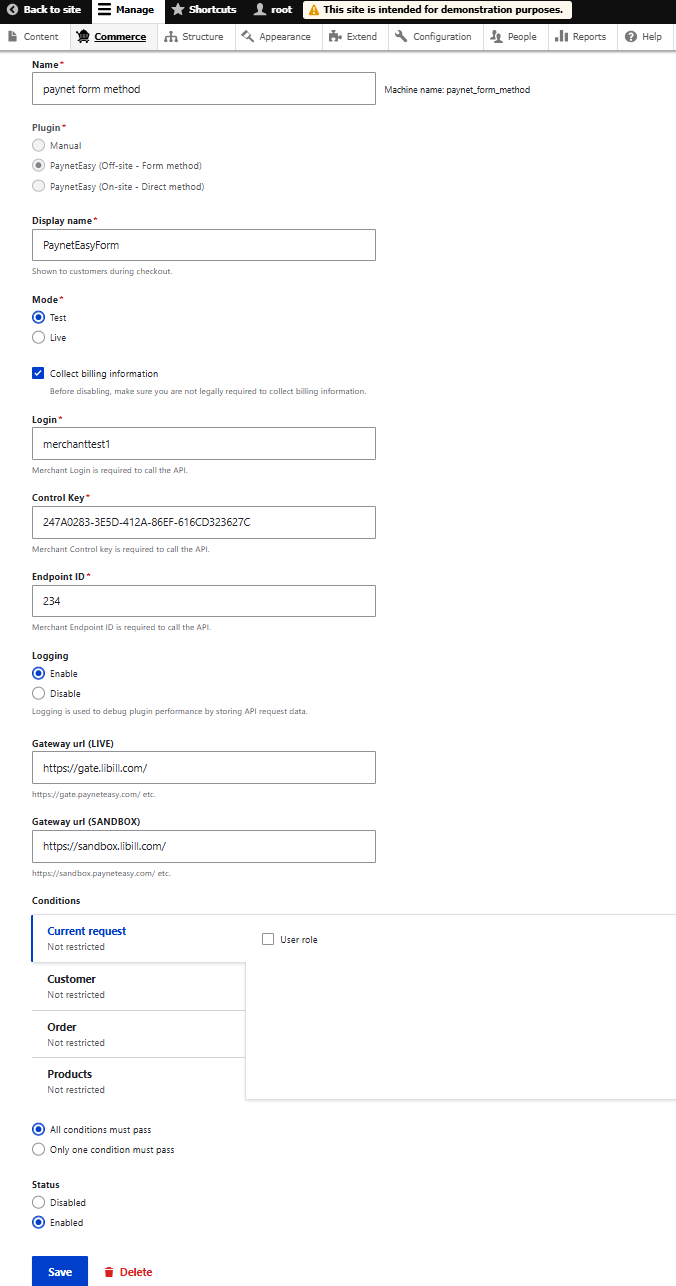 Back to site Manage Shortcuts root This site is intended for demonstration purposes.
Content Commerce Structure Appearance Extend Configuration People Reports Help
Name*
paynet form method Machine name: paynet_form_method
Plugin*
Manual
PaynetEasy (Off-site - Form method)
PaynetEasy (On-site - Direct method)
Display name*
PaynetEasyForm
Shown to customers during checkout.
Mode*
Test
Live
Collect billing information
Before disabling, make sure you are not legally required to collect billing information.
Login*
merchanttest1
Merchant Login is required to call the API.
Control Key*
247A0283-3E5D-412A-86EF-616CD323627C
Merchant Control key is required to call the API.
Endpoint ID*
234
Merchant Endpoint ID is required to call the API.
Logging
Enable
Disable
Logging is used to debug plugin performance by storing API request data.
Gateway url (LIVE)
https://gate.libill.com/
https://gate.payneteasy.com/ etc.
Gateway url (SANDBOX)
https://sandbox.libill.com/
https://sandbox.payneteasy.com/ etc.
Conditions
Current request
Not restricted
User role
Customer
Not restricted
Order
Not restricted
Products
Not restricted
All conditions must pass
Only one condition must pass
Status
Disabled
Enabled
Save Delete